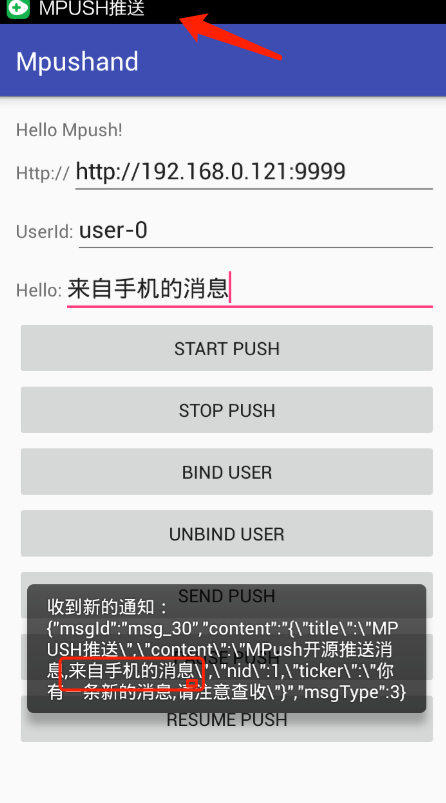 MPUSH推送
Mpushand
Hello Mpush!
Http:// http://192.168.0.121:9999
UserId: user-0
Hello: 来自手机的消息
START PUSH
STOP PUSH
BIND USER
UNBIND USER
SEND PUSH
收到新的通知：
{"msgId":"msg_30","content":"{\"title\":\"MP
USH推送\",\"content\":\"MPush开源推送消
息,来自手机的消息\",\"nid\":1,\"ticker\":\"你
有一条新的消息,请注意查收\"}","msgType":3}
PAUSE PUSH
RESUME PUSH